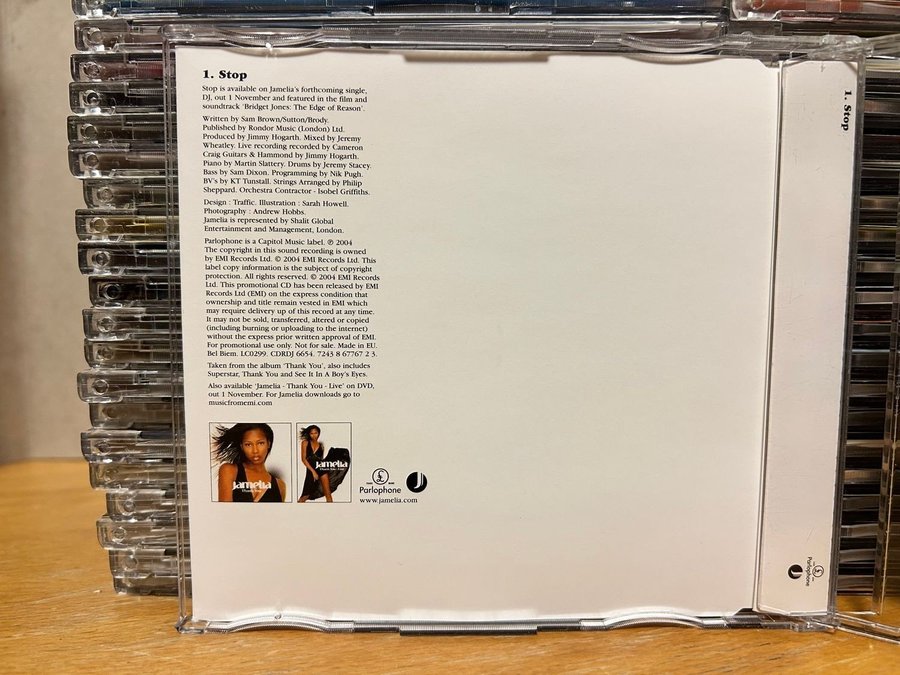 1. Stop
Stop is available on Jamelia's forthcoming single,
DJ, out 1 November and featured in the film and
soundtrack 'Bridget Jones: The Edge of Reason'.
Written by Sam Brown/Sutton/Brody.
Published by Rondor Music (London) Ltd.
Produced by Jimmy Hogarth. Mixed by Jeremy
Wheatley. Live recording recorded by Cameron
Craig Guitars & Hammond by Jimmy Hogarth.
Piano by Martin Slattery. Drums by Jeremy Stacey.
Bass by Sam Dixon. Programming by Nik Pugh.
BV's by KT Tunstall. Strings Arranged by Philip
Sheppard. Orchestra Contractor - Isobel Griffiths.
Design : Traffic. Illustration : Sarah Howell.
Photography : Andrew Hobbs.
Jamelia is represented by Shalit Global
Entertainment and Management, London.
Parlophone is a Capitol Music label. ℗ 2004
The copyright in this sound recording is owned
by EMI Records Ltd. © 2004 EMI Records Ltd. This
label copy information is the subject of copyright
protection. All rights reserved. © 2004 EMI Records
Ltd. This promotional CD has been released by EMI
Records Ltd (EMI) on the express condition that
ownership and title remain vested in EMI which
may require delivery up of this record at any time.
It may not be sold, transferred, altered or copied
(including burning or uploading to the internet)
without the express prior written approval of EMI.
For promotional use only. Not for sale. Made in EU.
Bel Biem. LC0299. CDRDJ 6654. 7243 8 67767 2 3.
Taken from the album 'Thank You', also includes
Superstar, Thank You and See It In A Boy's Eyes.
Also available 'Jamelia - Thank You - Live' on DVD,
out 1 November. For Jamelia downloads go to
musicfromemi.com
Jamelia
Thank You
Jamelia
Thank You - Live
£
Parlophone
J
www.jamelia.com
1. Stop
J
£
Parlophone